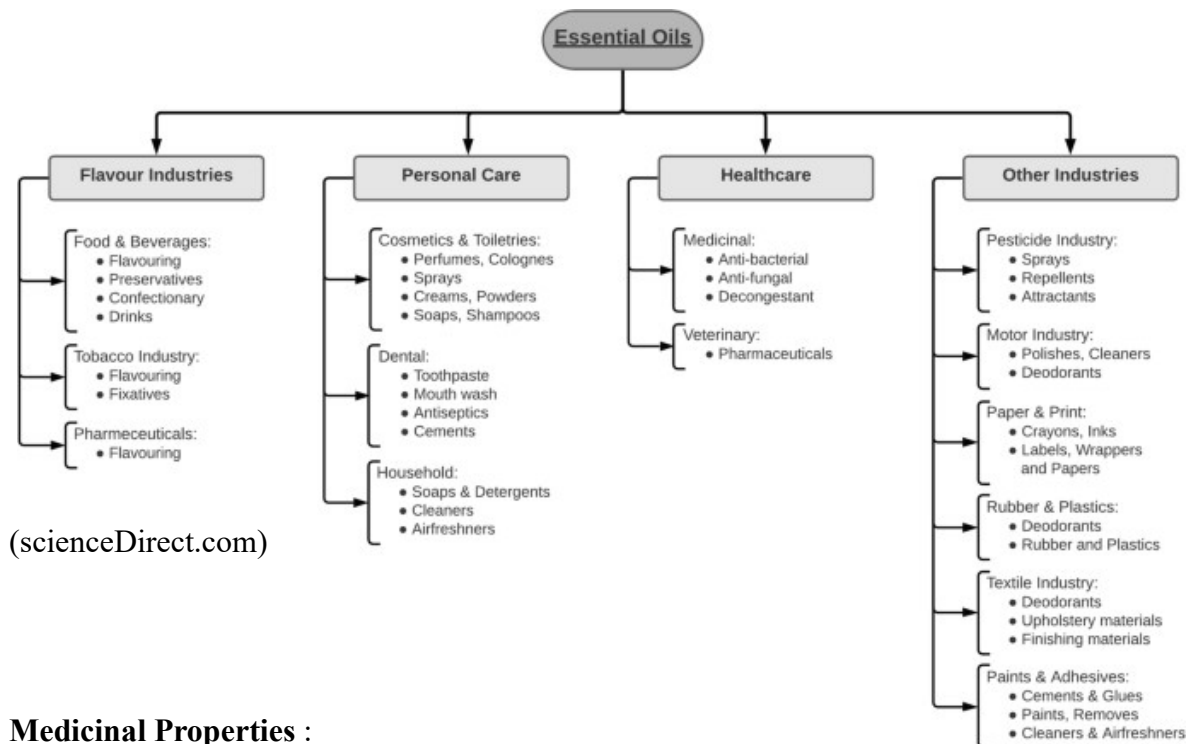 Essential Oils
Flavour Industries
Food & Beverages:
• Flavouring
• Preservatives
• Confectionary
• Drinks
Tobacco Industry:
• Flavouring
• Fixatives
Pharmeceuticals:
• Flavouring
Personal Care
Cosmetics & Toiletries:
• Perfumes, Colognes
• Sprays
• Creams, Powders
• Soaps, Shampoos
Dental:
• Toothpaste
• Mouth wash
• Antiseptics
• Cements
Household:
• Soaps & Detergents
• Cleaners
• Airfreshners
Healthcare
Medicinal:
• Anti-bacterial
• Anti-fungal
• Decongestant
Veterinary:
• Pharmaceuticals
Other Industries
Pesticide Industry:
• Sprays
• Repellents
• Attractants
Motor Industry:
• Polishes, Cleaners
• Deodorants
Paper & Print:
• Crayons, Inks
• Labels, Wrappers
and Papers
Rubber & Plastics:
• Deodorants
• Rubber and Plastics
Textile Industry:
• Deodorants
• Upholstery materials
• Finishing materials
Paints & Adhesives:
• Cements & Glues
• Paints, Removes
• Cleaners & Airfreshners
(scienceDirect.com)
Medicinal Properties :